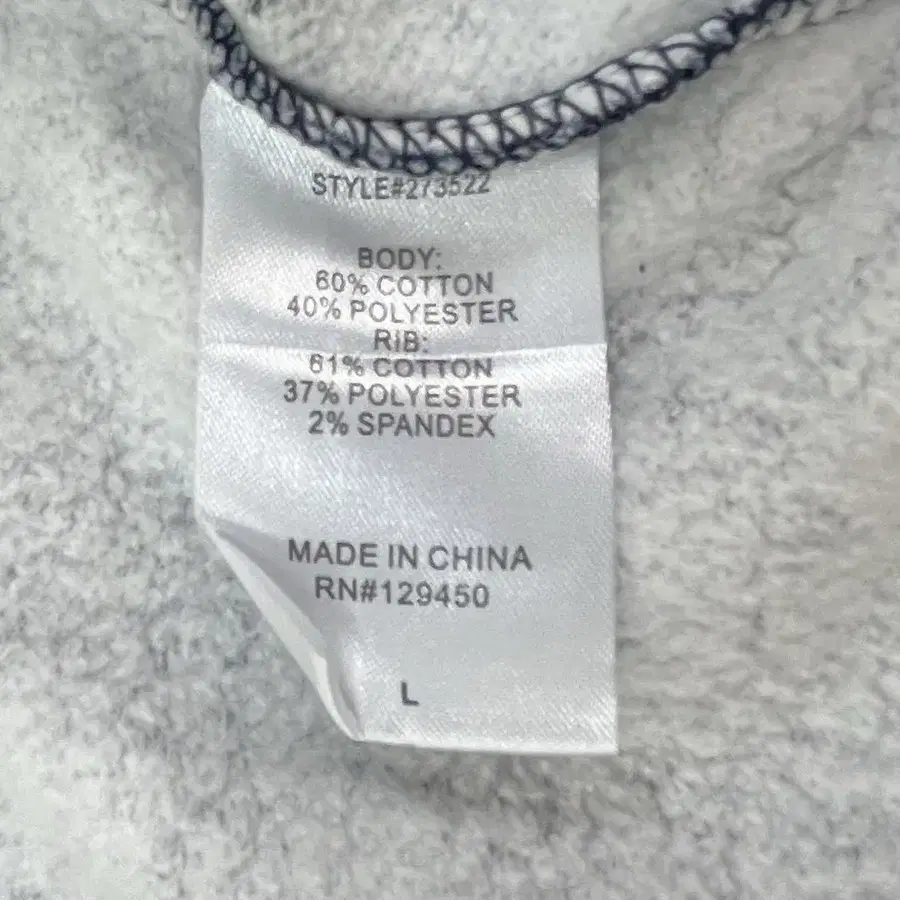 STYLE#273522
BODY:
60% COTTON
40% POLYESTER
RIB:
61% COTTON
37% POLYESTER
2% SPANDEX
MADE IN CHINA
RN#129450
L